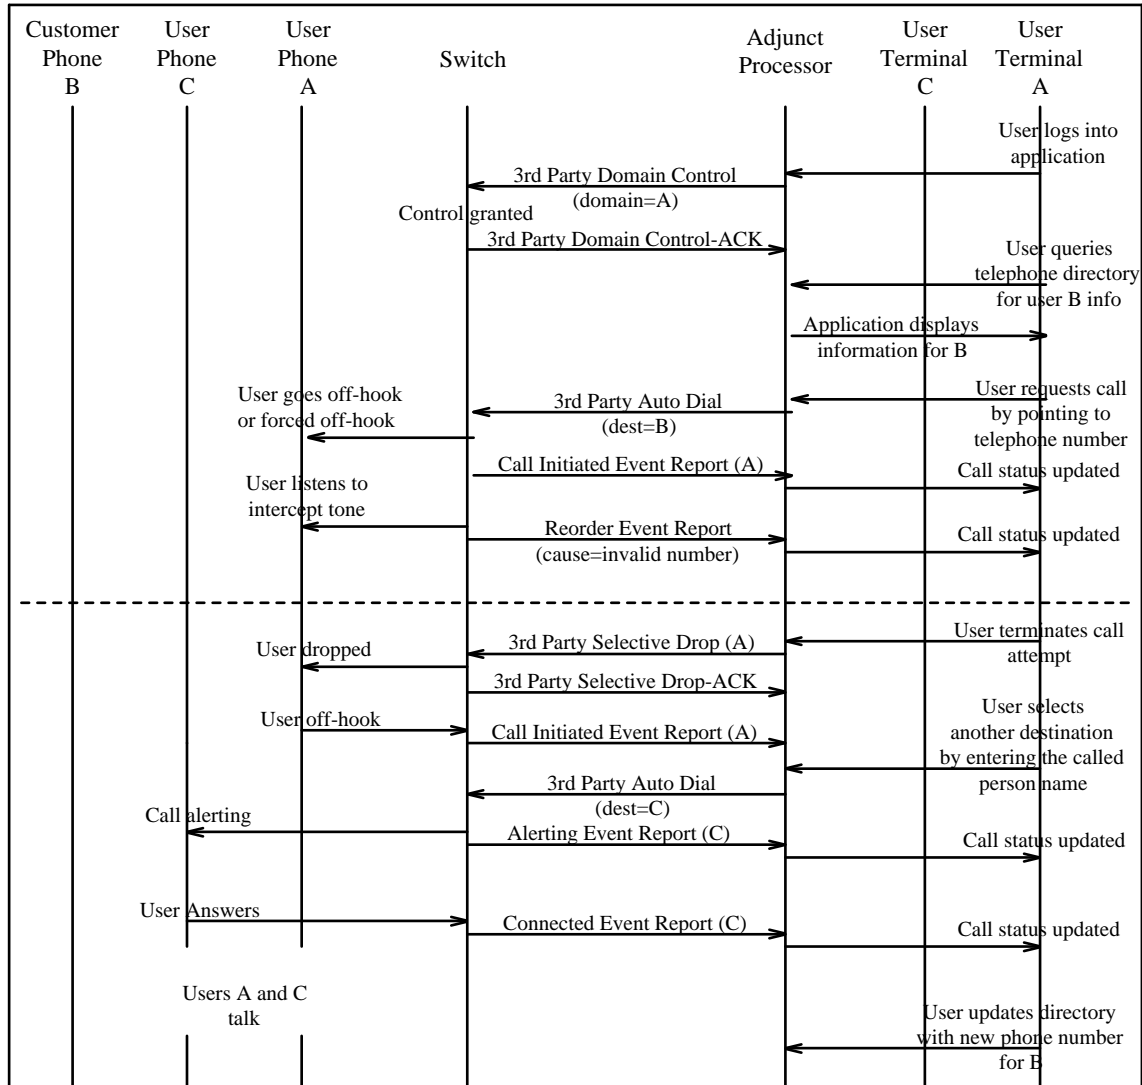 Customer
Phone
B
User
Phone
C
User
Phone
A
Switch
Adjunct
Processor
User
Terminal
C
User
Terminal
A
User logs into
application
3rd Party Domain Control
(domain=A)
Control granted
3rd Party Domain Control-ACK
User queries
telephone directory
for user B info
Application displays
information for B
User goes off-hook
or forced off-hook
3rd Party Auto Dial
(dest=B)
User requests call
by pointing to
telephone number
Call Initiated Event Report (A)
Call status updated
User listens to
intercept tone
Reorder Event Report
(cause=invalid number)
Call status updated
User terminates call
attempt
3rd Party Selective Drop (A)
User dropped
3rd Party Selective Drop-ACK
User off-hook
Call Initiated Event Report (A)
User selects
another destination
by entering the called
person name
3rd Party Auto Dial
(dest=C)
Call alerting
Alerting Event Report (C)
Call status updated
User Answers
Connected Event Report (C)
Call status updated
Users A and C
talk
User updates directory
with new phone number
for B